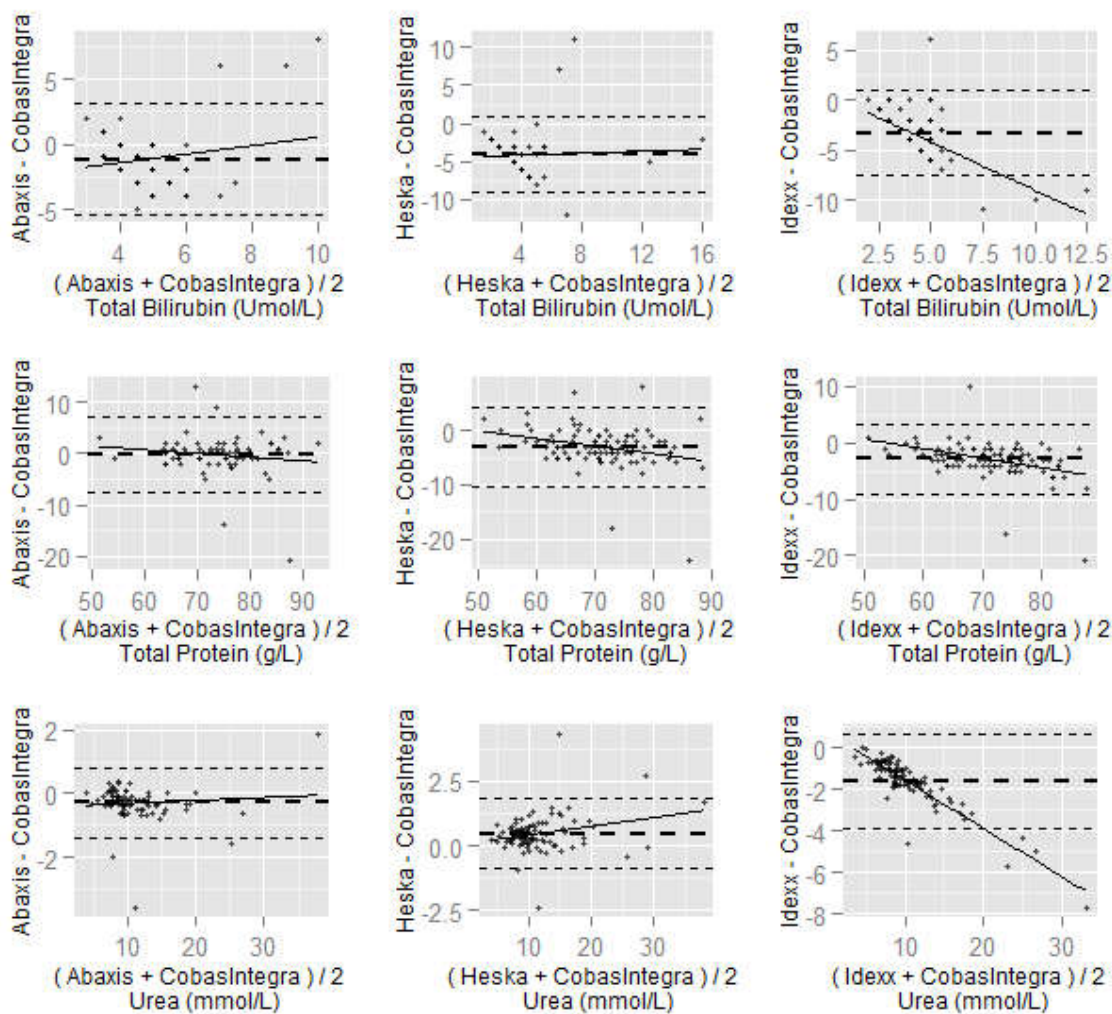 Abaxis - CobasIntegra
5
0
-5
4
6
8
10
( Abaxis + CobasIntegra ) / 2
Total Bilirubin (Umol/L)
Heska - CobasIntegra
10
5
0
-5
-10
4
8
12
16
( Heska + CobasIntegra ) / 2
Total Bilirubin (Umol/L)
Idexx - CobasIntegra
5
0
-5
-10
2.5
5.0
7.5
10.0
12.5
( Idexx + CobasIntegra ) / 2
Total Bilirubin (Umol/L)
Abaxis - CobasIntegra
10
0
-10
-20
50
60
70
80
90
( Abaxis + CobasIntegra ) / 2
Total Protein (g/L)
Heska - CobasIntegra
0
-10
-20
50
60
70
80
90
( Heska + CobasIntegra ) / 2
Total Protein (g/L)
Idexx - CobasIntegra
10
0
-10
-20
50
60
70
80
( Idexx + CobasIntegra ) / 2
Total Protein (g/L)
Abaxis - CobasIntegra
2
0
-2
10
20
30
( Abaxis + CobasIntegra ) / 2
Urea (mmol/L)
Heska - CobasIntegra
2.5
0.0
-2.5
10
20
30
( Heska + CobasIntegra ) / 2
Urea (mmol/L)
Idexx - CobasIntegra
0
-2
-4
-6
-8
10
20
30
( Idexx + CobasIntegra ) / 2
Urea (mmol/L)